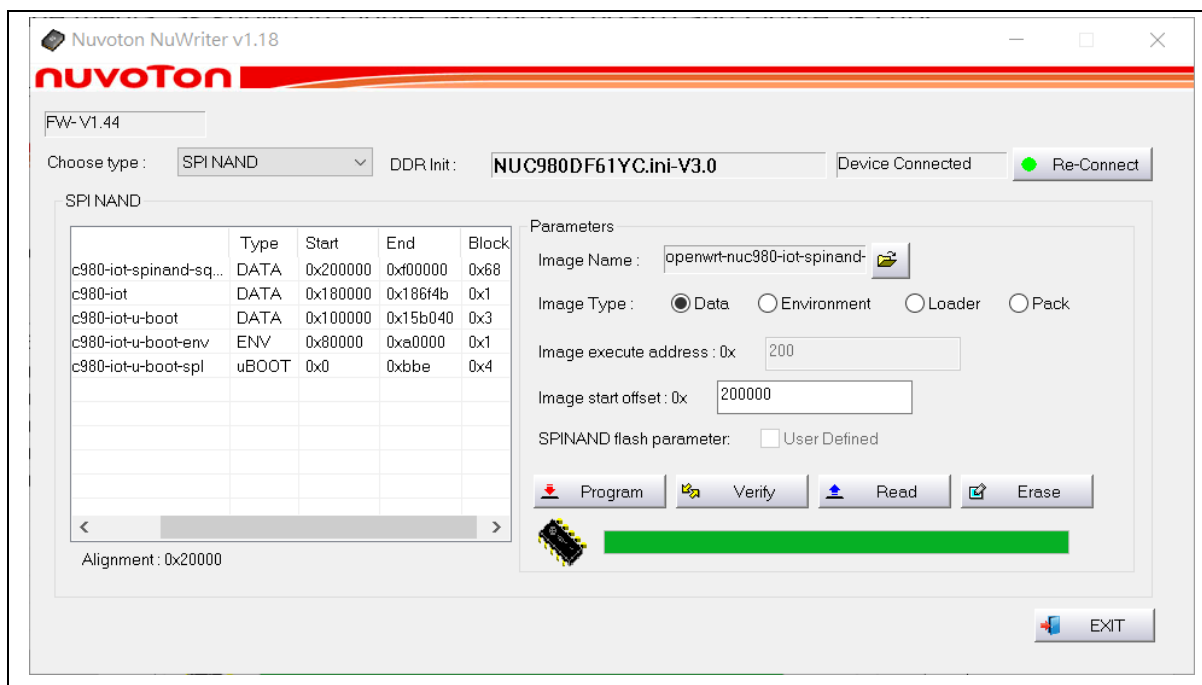 Nuvoton NuWriter v1.18
nuvoTon
FW- V1.44
Choose type : SPI NAND DDR Init : NUC980DF61YC.ini-V3.0 Device Connected Re-Connect
SPI NAND
Type Start End Block
c980-iot-spinand-sq... DATA 0x200000 0xf00000 0x68
c980-iot DATA 0x180000 0x186f4b 0x1
c980-iot-u-boot DATA 0x100000 0x15b040 0x3
c980-iot-u-boot-env ENV 0x80000 0xa0000 0x1
c980-iot-u-boot-spl uBOOT 0x0 0xbbe 0x4
Alignment : 0x20000
Parameters
Image Name : openwrt-nuc980-iot-spinand-
Image Type : Data Environment Loader Pack
Image execute address : 0x 200
Image start offset : 0x 200000
SPINAND flash parameter: User Defined
Program Verify Read Erase
EXIT